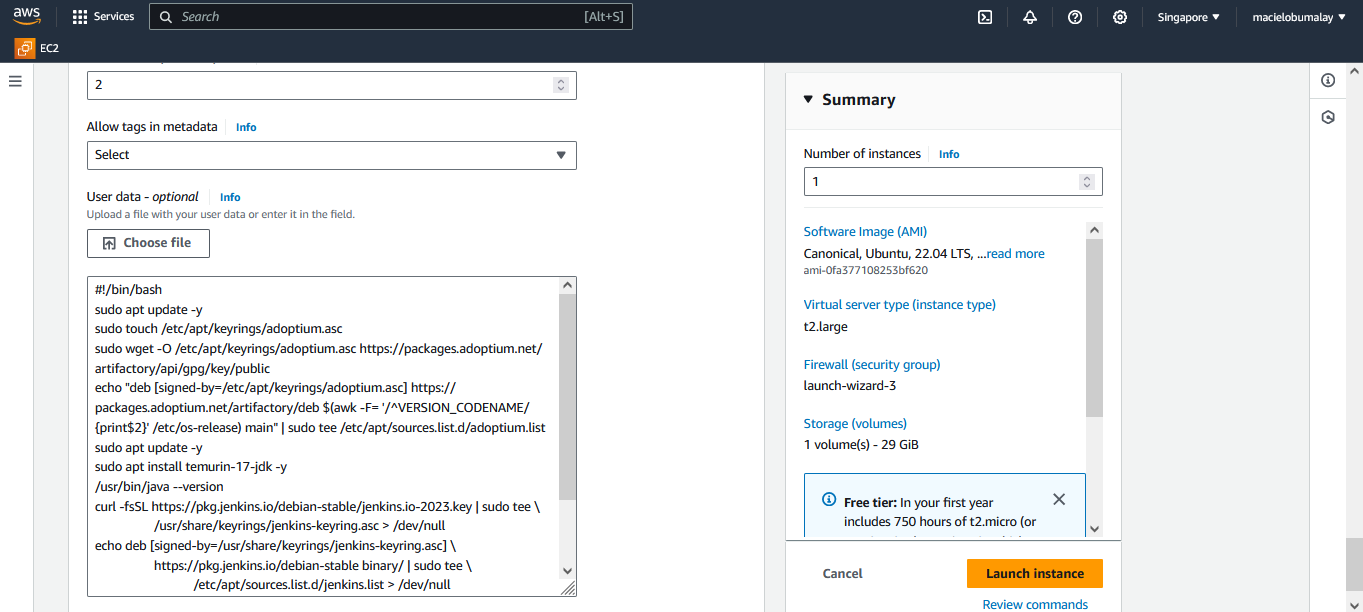 aws
Services
Search
[Alt+S]
Singapore
macielobumalay
EC2
2
Allow tags in metadata
Info
Select
User data - optional
Info
Upload a file with your user data or enter it in the field.
Choose file
#!/bin/bash
sudo apt update -y
sudo touch /etc/apt/keyrings/adoptium.asc
sudo wget -O /etc/apt/keyrings/adoptium.asc https://packages.adoptium.net/
artifactory/api/gpg/key/public
echo "deb [signed-by=/etc/apt/keyrings/adoptium.asc] https://
packages.adoptium.net/artifactory/deb $(awk -F= '/^VERSION_CODENAME/
{print$2}' /etc/os-release) main" | sudo tee /etc/apt/sources.list.d/adoptium.list
sudo apt update -y
sudo apt install temurin-17-jdk -y
/usr/bin/java --version
curl -fsSL https://pkg.jenkins.io/debian-stable/jenkins.io-2023.key | sudo tee \
/usr/share/keyrings/jenkins-keyring.asc > /dev/null
echo deb [signed-by=/usr/share/keyrings/jenkins-keyring.asc] \
https://pkg.jenkins.io/debian-stable binary/ | sudo tee \
/etc/apt/sources.list.d/jenkins.list > /dev/null
Summary
Number of instances
Info
1
Software Image (AMI)
Canonical, Ubuntu, 22.04 LTS, ...read more
ami-0fa377108253bf620
Virtual server type (instance type)
t2.large
Firewall (security group)
launch-wizard-3
Storage (volumes)
1 volume(s) - 29 GiB
Free tier: In your first year
includes 750 hours of t2.micro (or
Cancel
Launch instance
Review commands